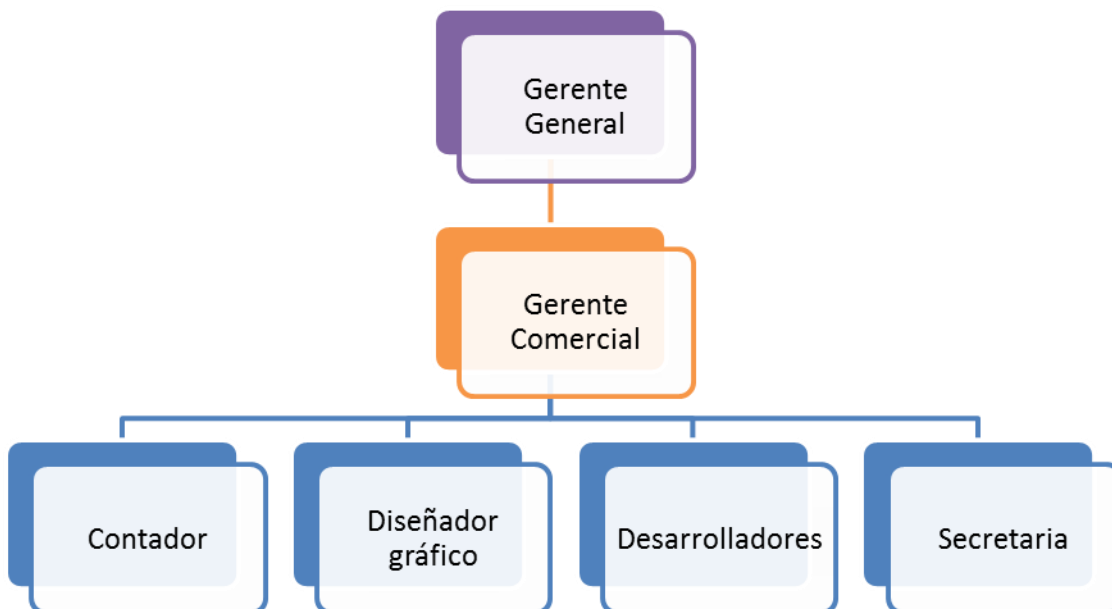 Gerente
General
Gerente
Comercial
Contador
Diseñador
gráfico
Desarrolladores
Secretaria